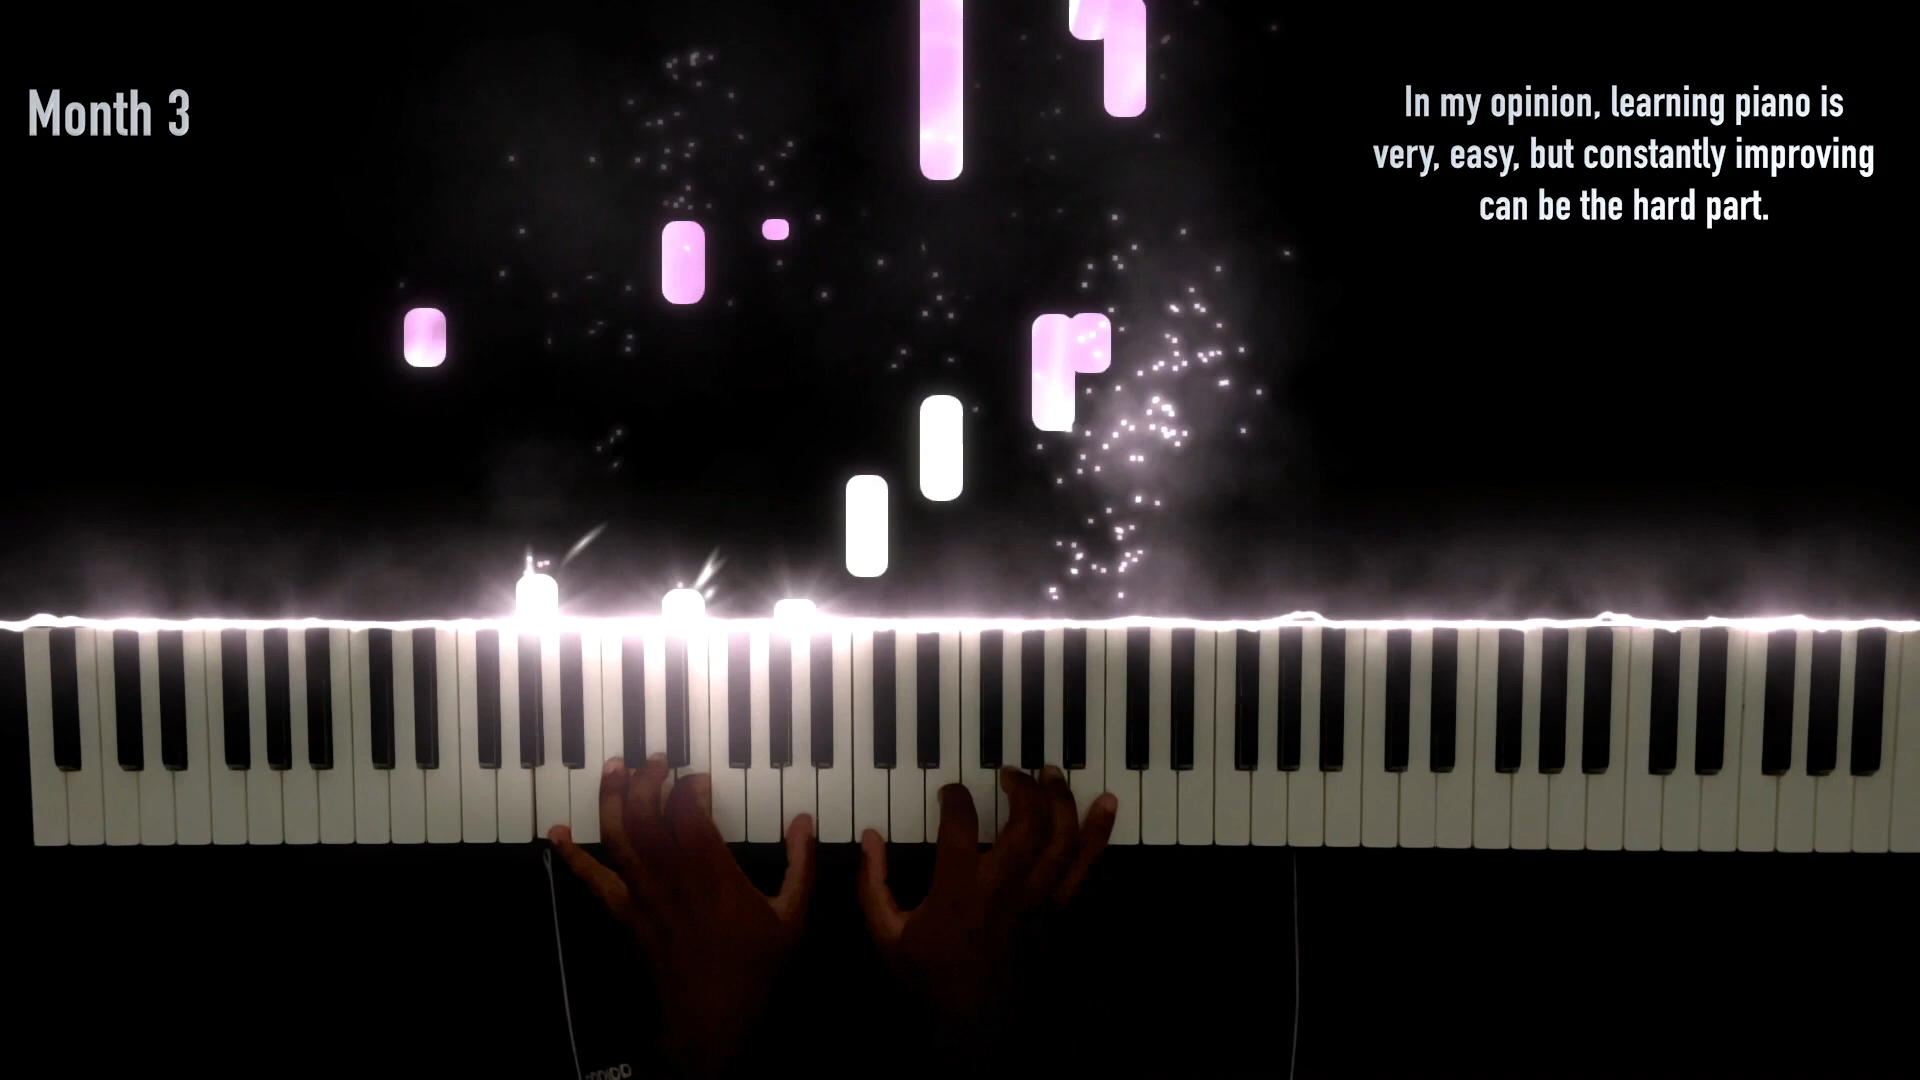 Month 3
In my opinion, learning piano is
very, easy, but constantly improving
can be the hard part.